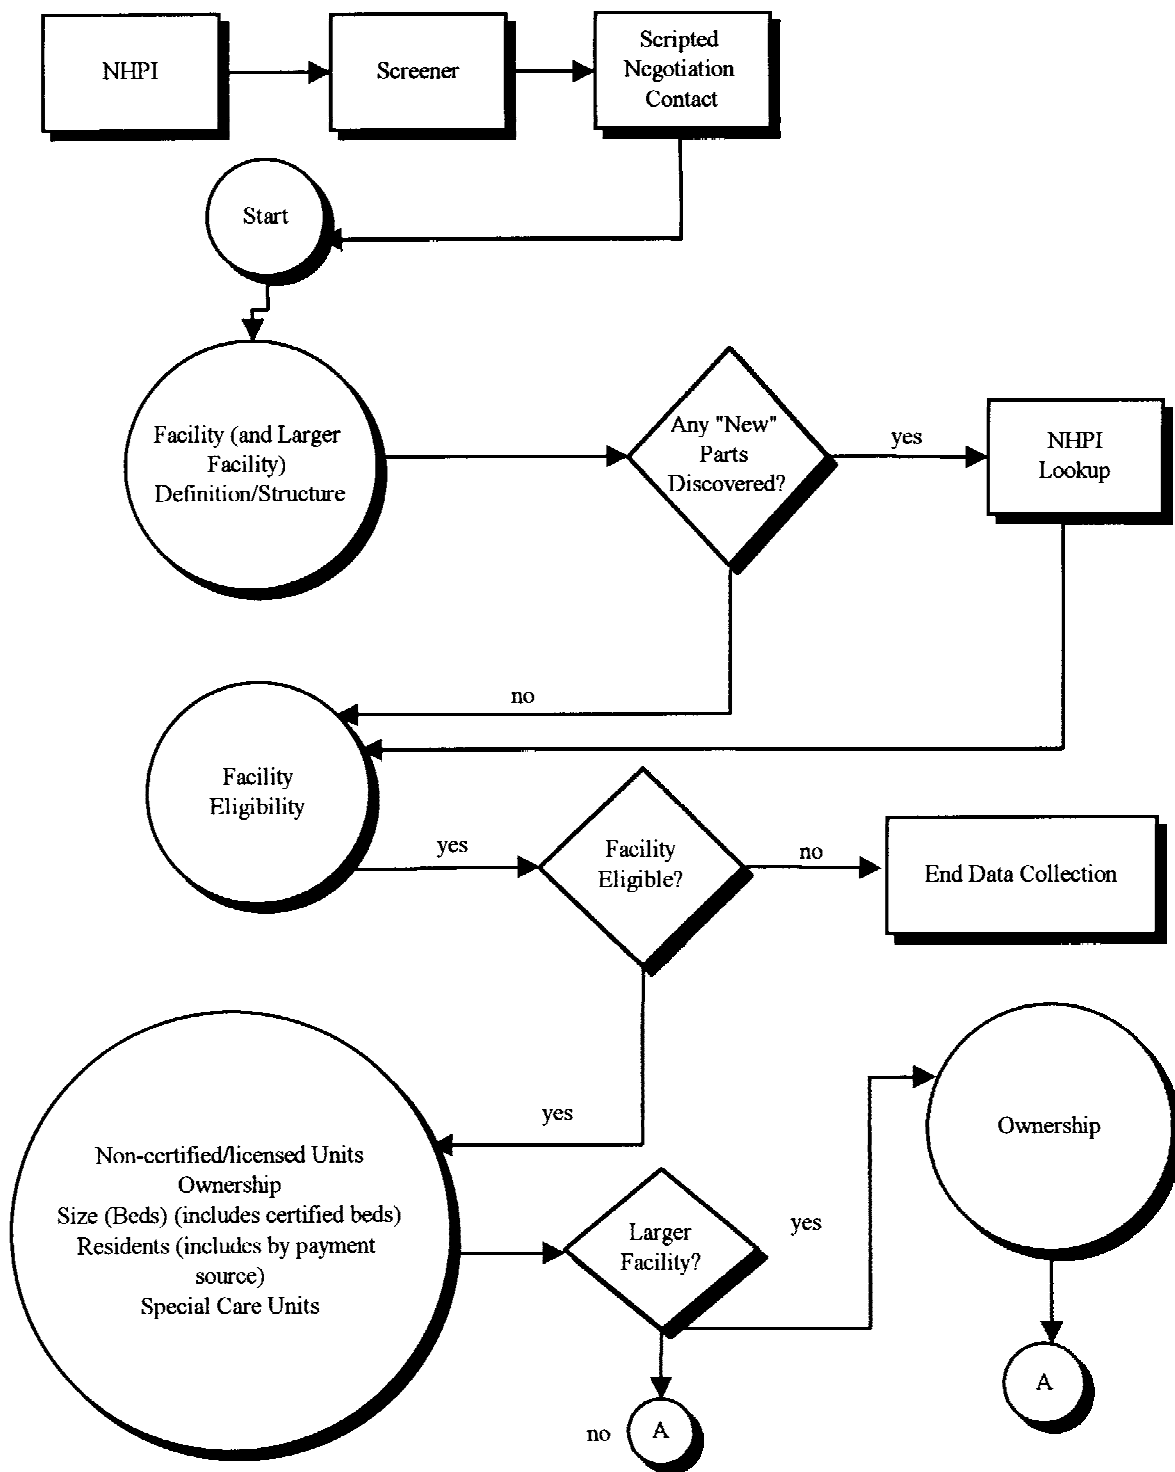 NHPI
Screener
Scripted
Negotiation
Contact
Start
Facility (and Larger
Facility)
Definition/Structure
Any "New"
Parts
Discovered?
yes
NHPI
Lookup
no
Facility
Eligibility
yes
Facility
Eligible?
no
End Data Collection
yes
Non-certified/licensed Units
Ownership
Size (Beds) (includes certified beds)
Residents (includes by payment
source)
Special Care Units
Larger
Facility?
yes
Ownership
no
A
A